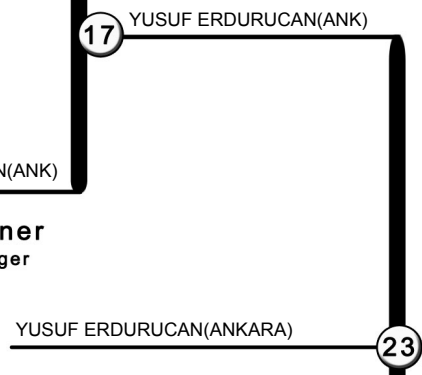 17 YUSUF ERDURUCAN(ANK)
N(ANK)
ner
ger
YUSUF ERDURUCAN(ANKARA)
23